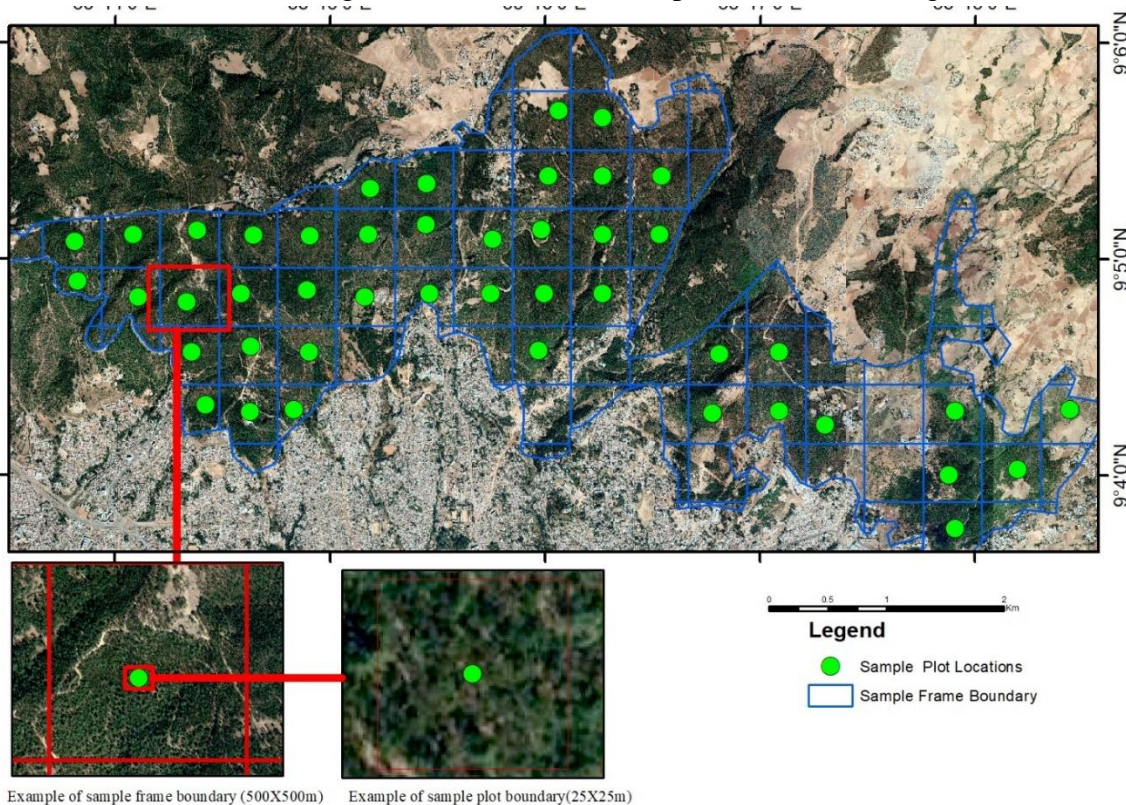 9°6'0"N
9°5'0"N
9°4'0"N
0 0.5 1 2
Km
Legend
Sample Plot Locations
Sample Frame Boundary
Example of sample frame boundary (500X500m) Example of sample plot boundary(25X25m)